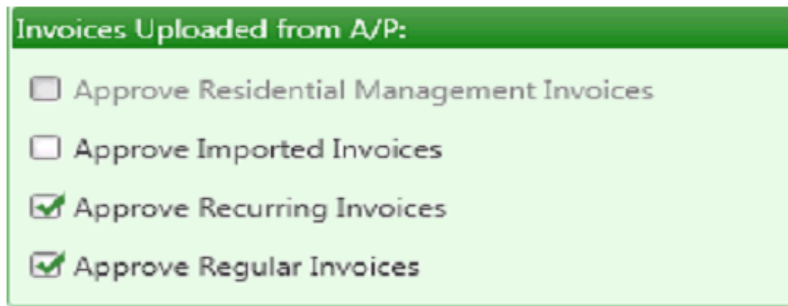 Invoices Uploaded from A/P:
Approve Residential Management Invoices
Approve Imported Invoices
Approve Recurring Invoices
Approve Regular Invoices